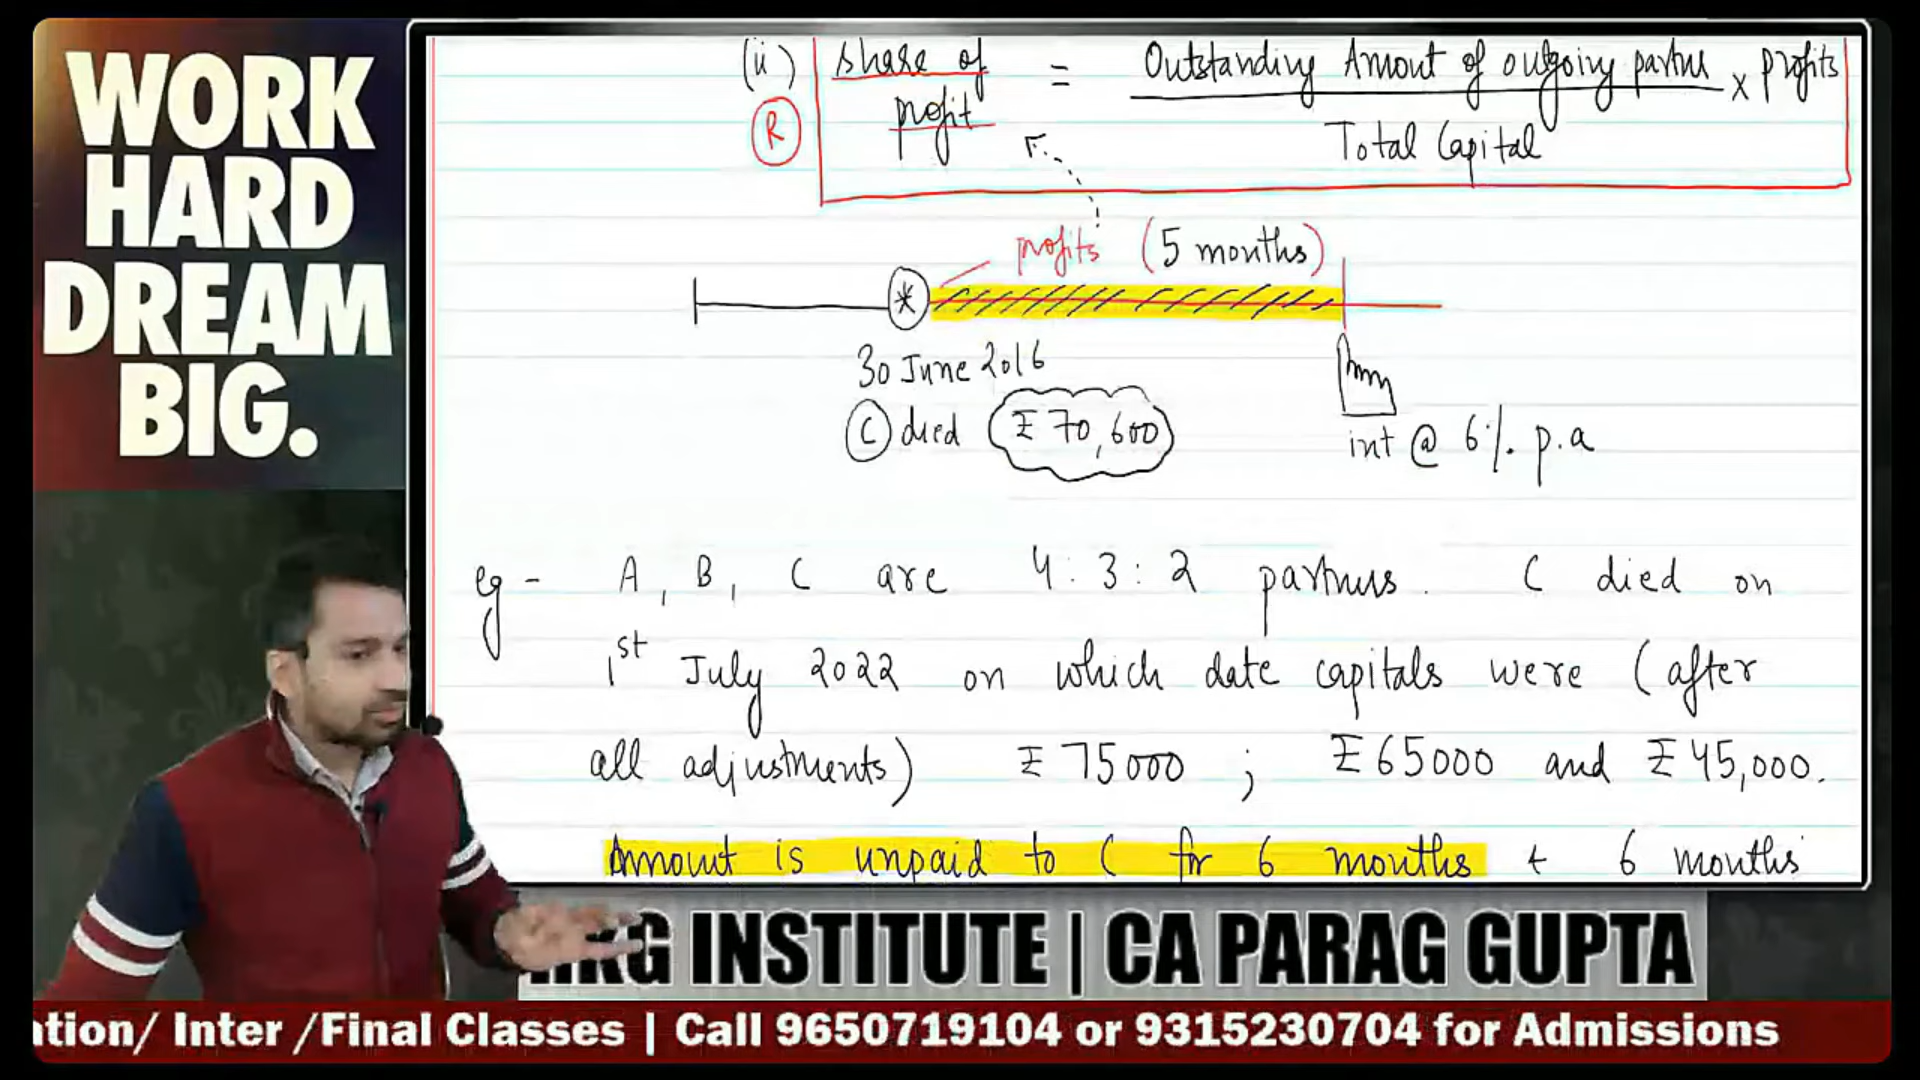 WORK
HARD
DREAM
BIG.
(ii) Share of profit = Outstanding Amount of outgoing partner x profits
Total Capital
R
profits (5 months)
*
30 June 2016
C died ₹70,600
int @ 6% p.a
eg - A, B, C are 4:3:2 partners. C died on
1st July 2022 on which date capitals were (after
all adjustments) ₹75000 ; ₹65000 and ₹45,000.
Amount is unpaid to C for 6 months & 6 months
HKG INSTITUTE | CA PARAG GUPTA
ation/ Inter /Final Classes | Call 9650719104 or 9315230704 for Admissions